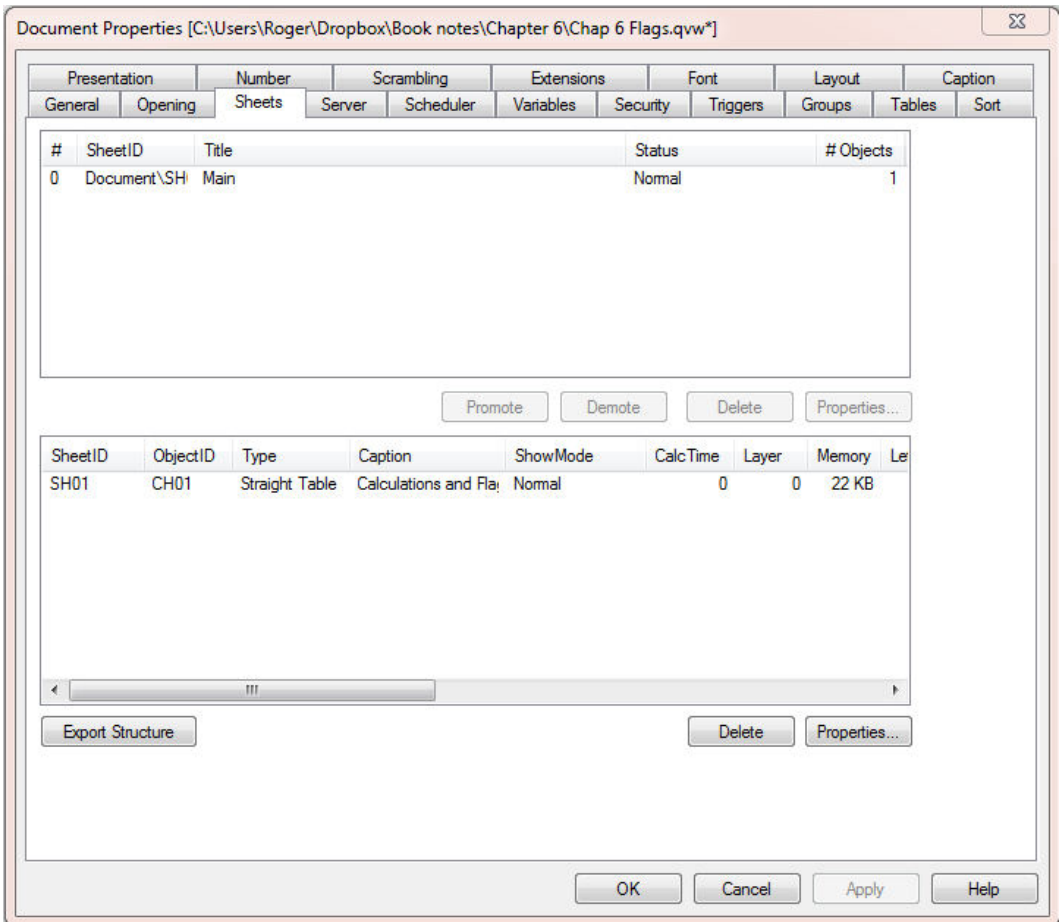 Document Properties [C:\Users\Roger\Dropbox\Book notes\Chapter 6\Chap 6 Flags.qvw*]
Presentation Number Scrambling Extensions Font Layout Caption
General Opening Sheets Server Scheduler Variables Security Triggers Groups Tables Sort
# SheetID Title Status # Objects
0 Document\SH Main Normal 1
Promote Demote Delete Properties...
SheetID ObjectID Type Caption ShowMode CalcTime Layer Memory Le
SH01 CH01 Straight Table Calculations and Fla Normal 0 0 22 KB
Export Structure Delete Properties...
OK Cancel Apply Help